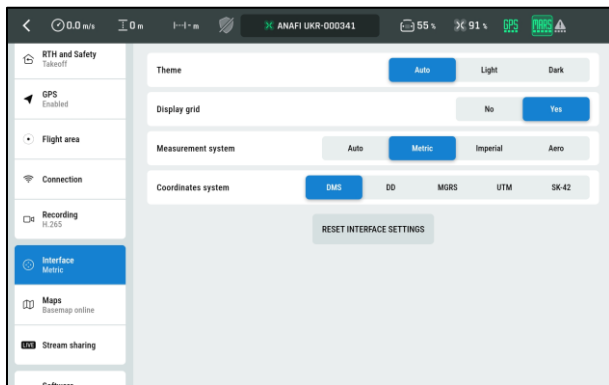 0.0 m/s
0 m
- m
ANAFI UKR-000341
55 %
91 %
GPS
MARS
RTH and Safety
Takeoff
GPS
Enabled
Flight area
Connection
Recording
H.265
Interface
Metric
Maps
Basemap online
LIVE
Stream sharing
Software
Theme
Auto
Light
Dark
Display grid
No
Yes
Measurement system
Auto
Metric
Imperial
Aero
Coordinates system
DMS
DD
MGRS
UTM
SK-42
RESET INTERFACE SETTINGS